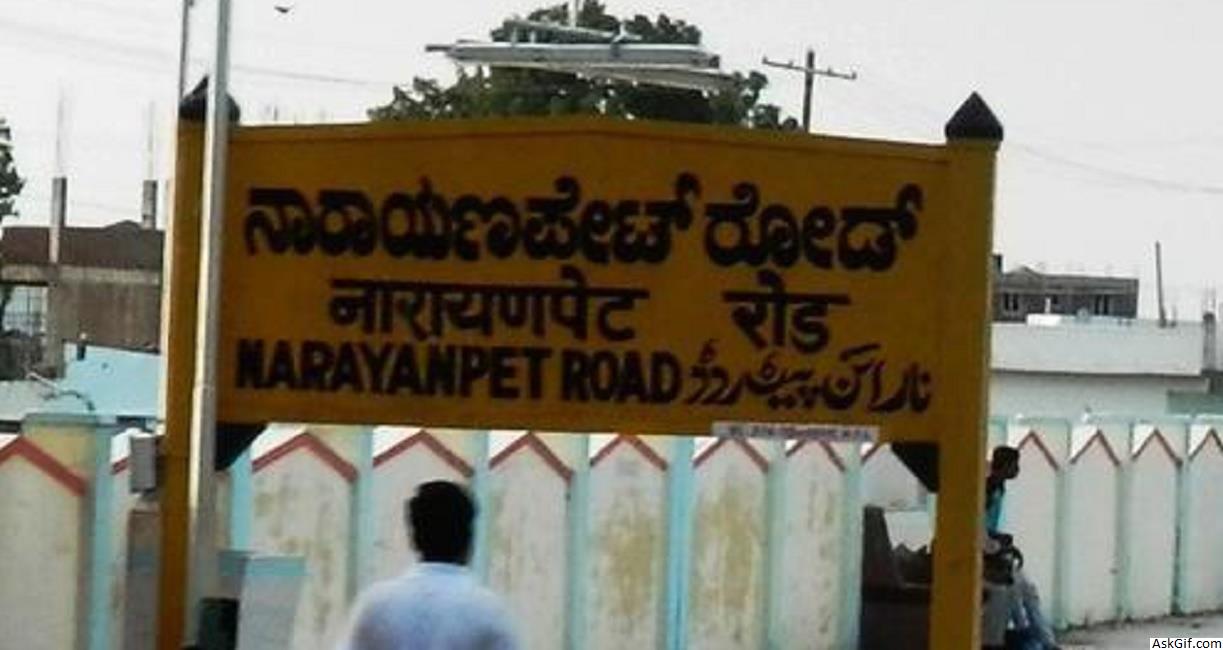 ನಾರಾಯಣಪೇಟ್ ರೋಡ್
नारायणपेट रोड
NARAYANPET ROAD نارائن پیٹ روڈ
AskGif.com